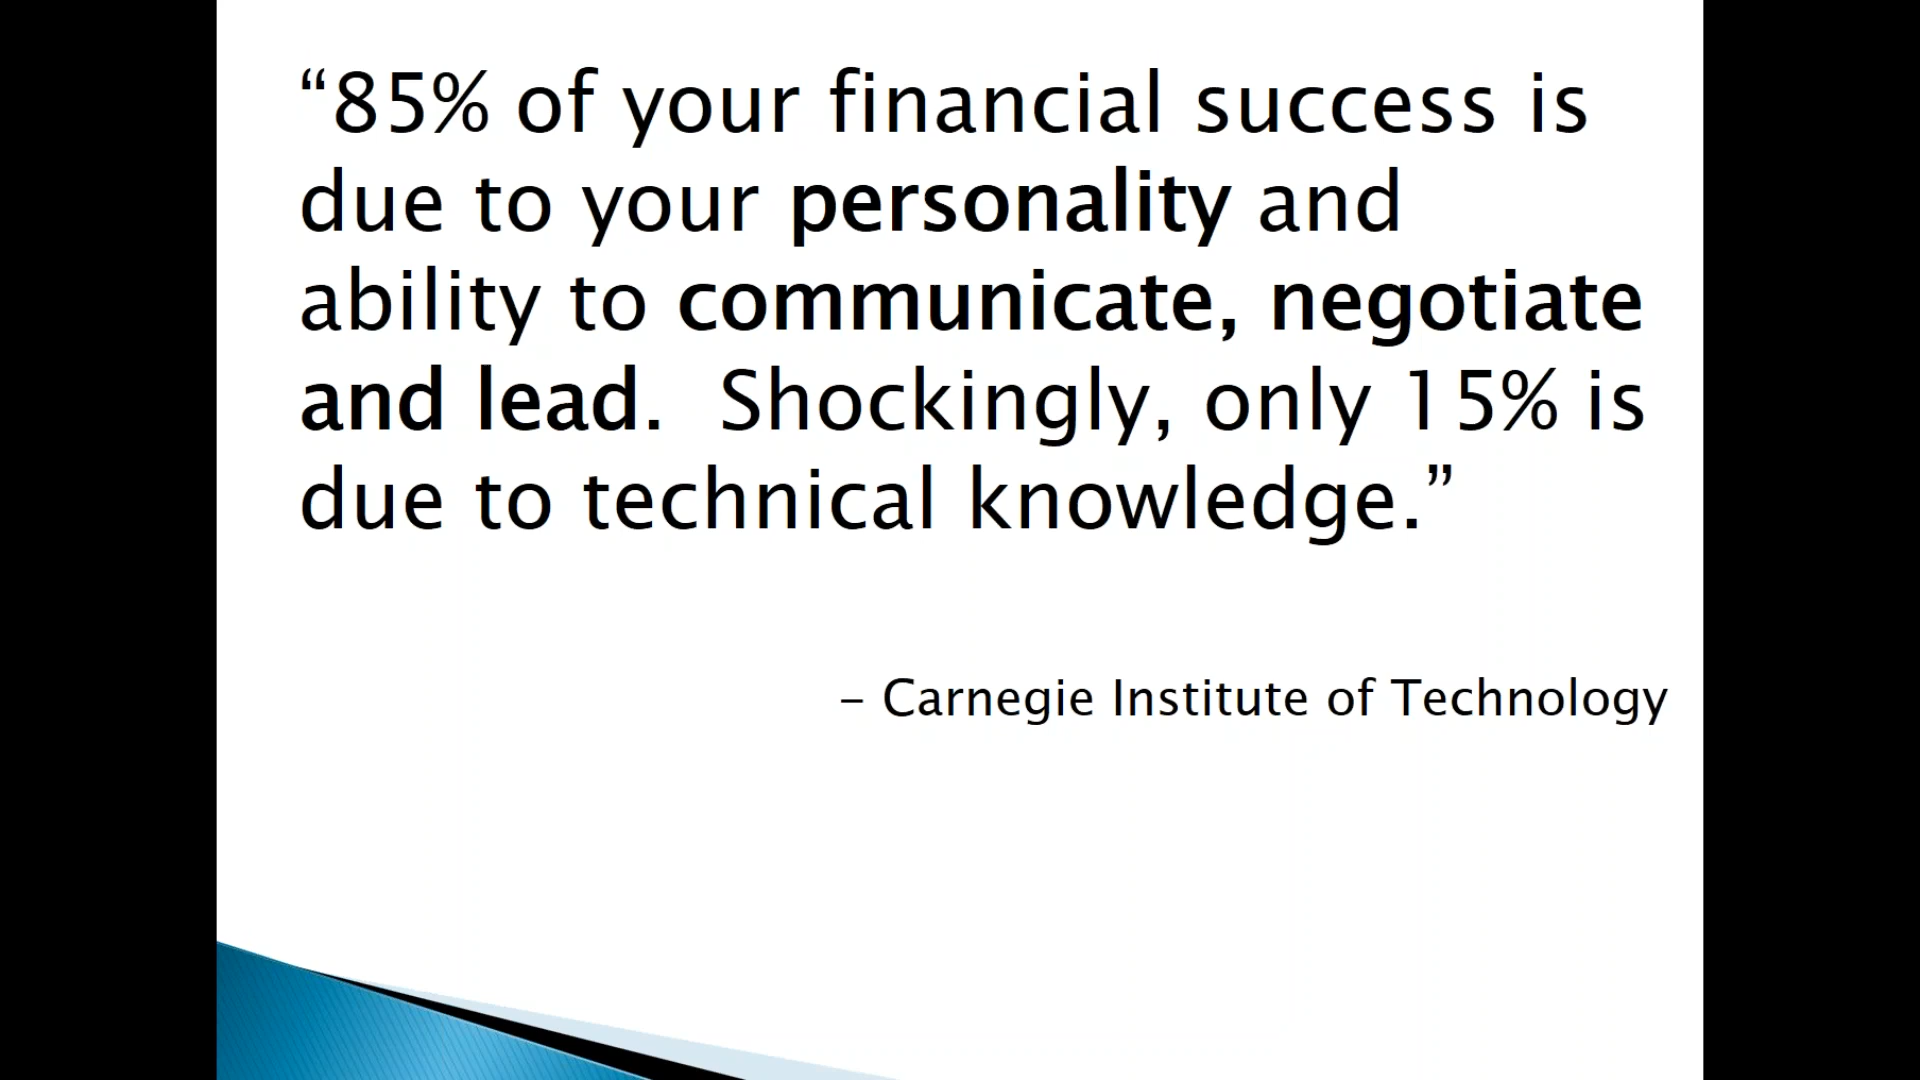 “85% of your financial success is
due to your personality and
ability to communicate, negotiate
and lead.  Shockingly, only 15% is
due to technical knowledge.”
– Carnegie Institute of Technology